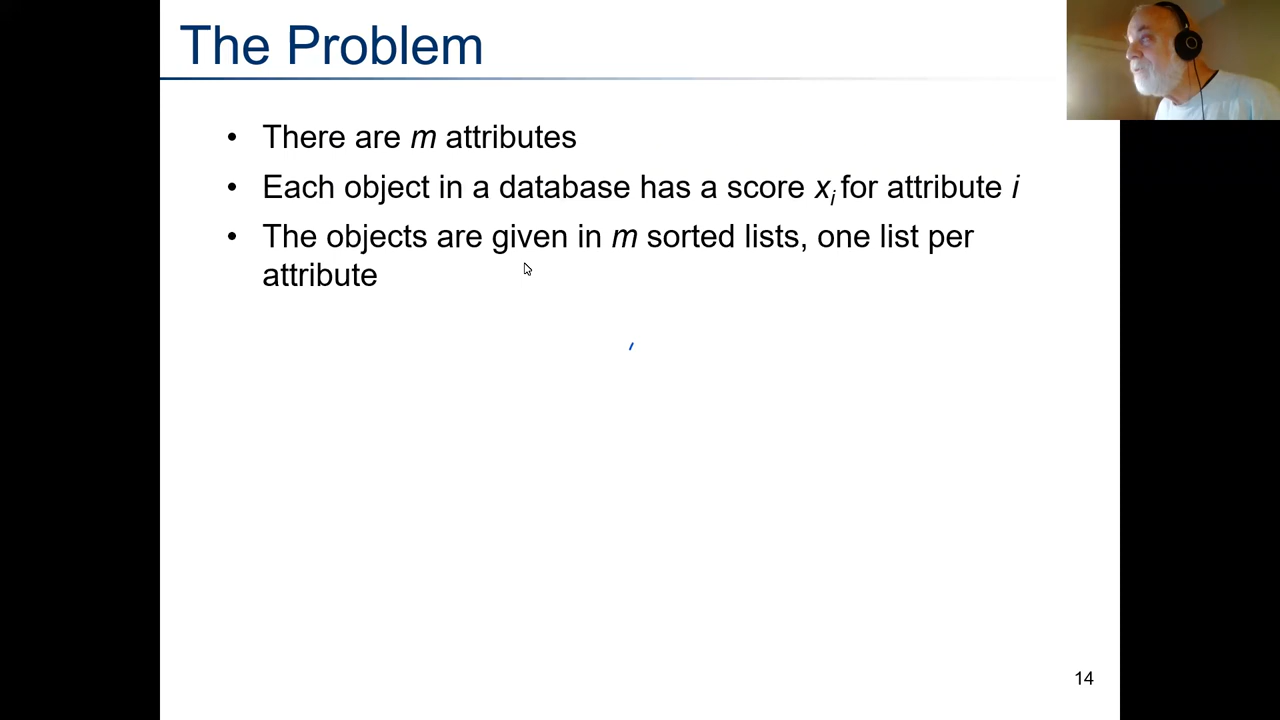 The Problem
• There are m attributes
• Each object in a database has a score xᵢ for attribute i
• The objects are given in m sorted lists, one list per
attribute
14